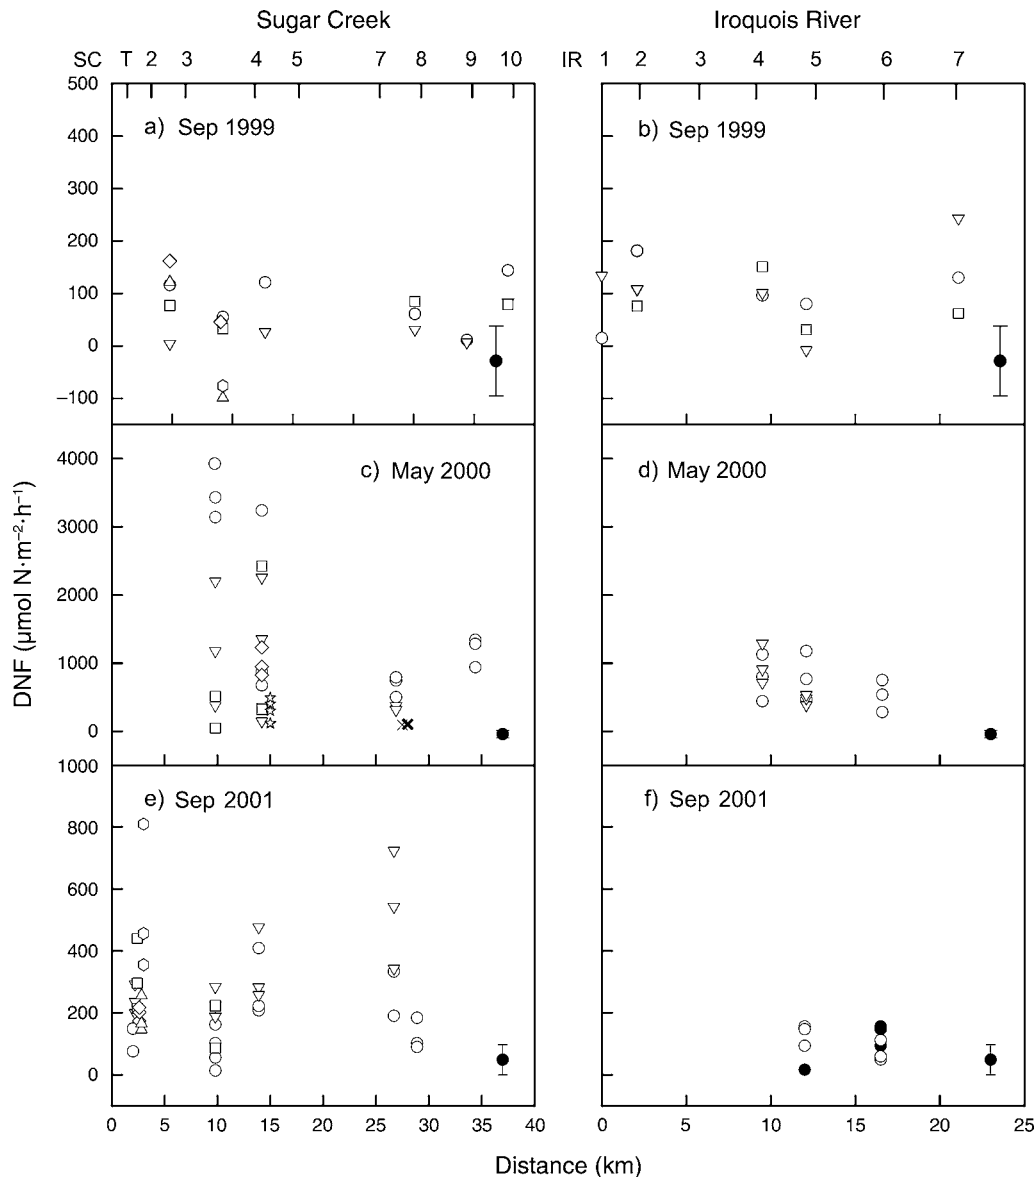 Sugar Creek Iroquois River
SC T 2 3 4 5 7 8 9 10 IR 1 2 3 4 5 6 7
500
400
300
200
100
0
−100
a) Sep 1999
b) Sep 1999
4000
3000
2000
1000
0
c) May 2000
d) May 2000
DNF (µmol N·m⁻²·h⁻¹)
1000
800
600
400
200
0
e) Sep 2001
f) Sep 2001
0 5 10 15 20 25 30 35 40 0 5 10 15 20 25
Distance (km)